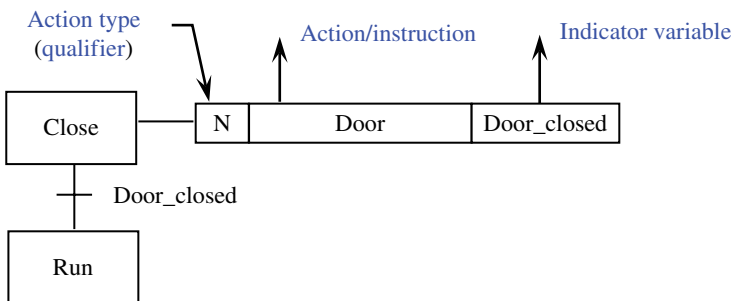 Action type
(qualifier)
Action/instruction
Indicator variable
Close
N
Door
Door_closed
Door_closed
Run